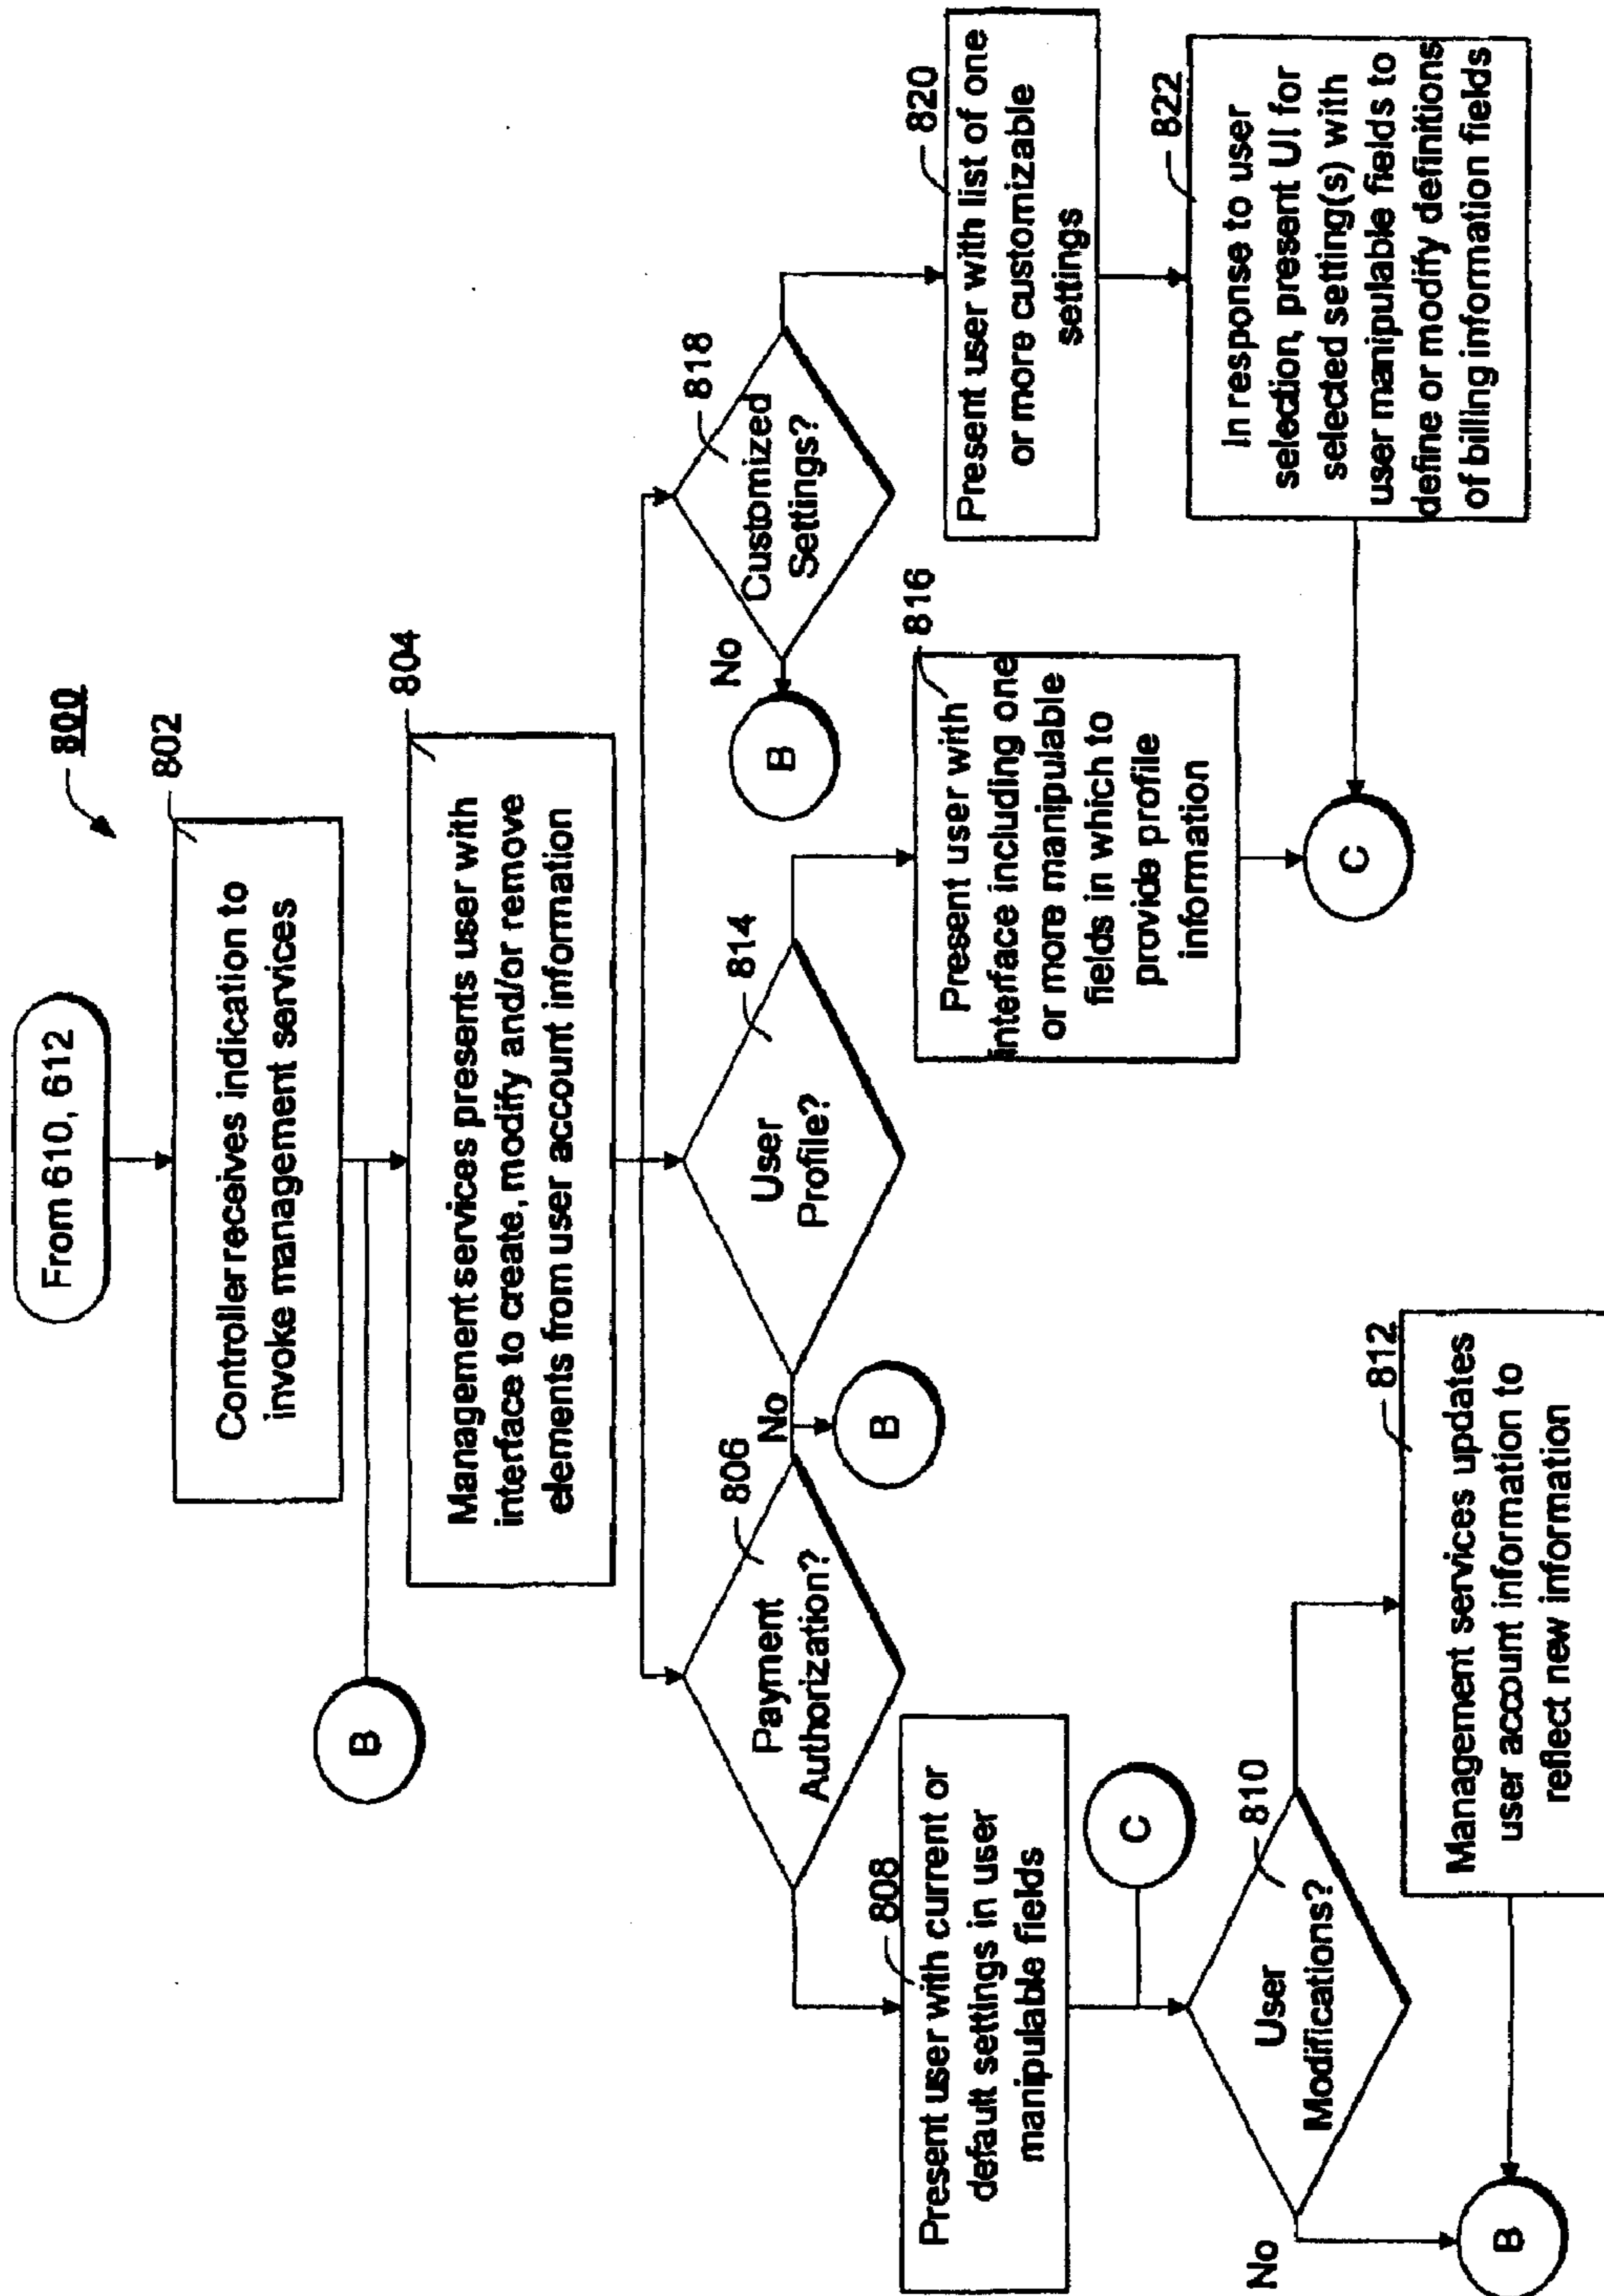 800
From 610, 612
802
Controller receives indication to
invoke management services
B
804
Management services presents user with
interface to create, modify and/or remove
elements from user account information
806
Payment
Authorization?
No
B
814
User
Profile?
818
Customized
Settings?
No
B
808
Present user with current or
default settings in user
manipulable fields
C
810
User
Modifications?
No
B
812
Management services updates
user account information to
reflect new information
816
Present user with
interface including one
or more manipulable
fields in which to
provide profile
information
C
820
Present user with list of one
or more customizable
settings
822
In response to user
selection, present UI for
selected setting(s) with
user manipulable fields to
define or modify definitions
of billing information fields